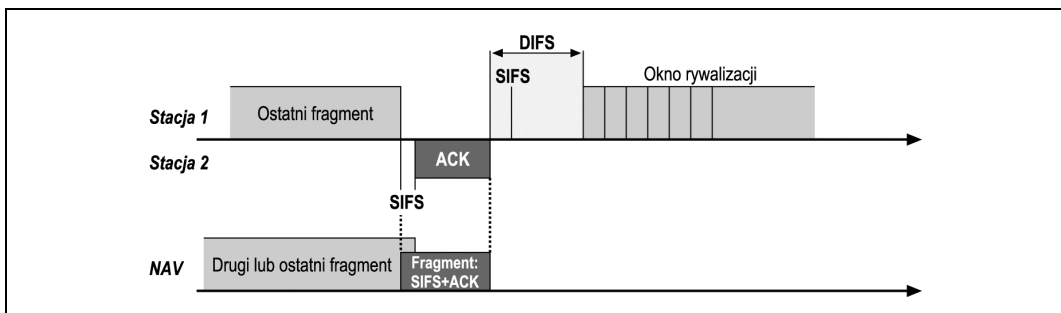 DIFS
SIFS
Okno rywalizacji
Stacja 1
Ostatni fragment
Stacja 2
ACK
SIFS
NAV
Drugi lub ostatni fragment
Fragment:
SIFS+ACK